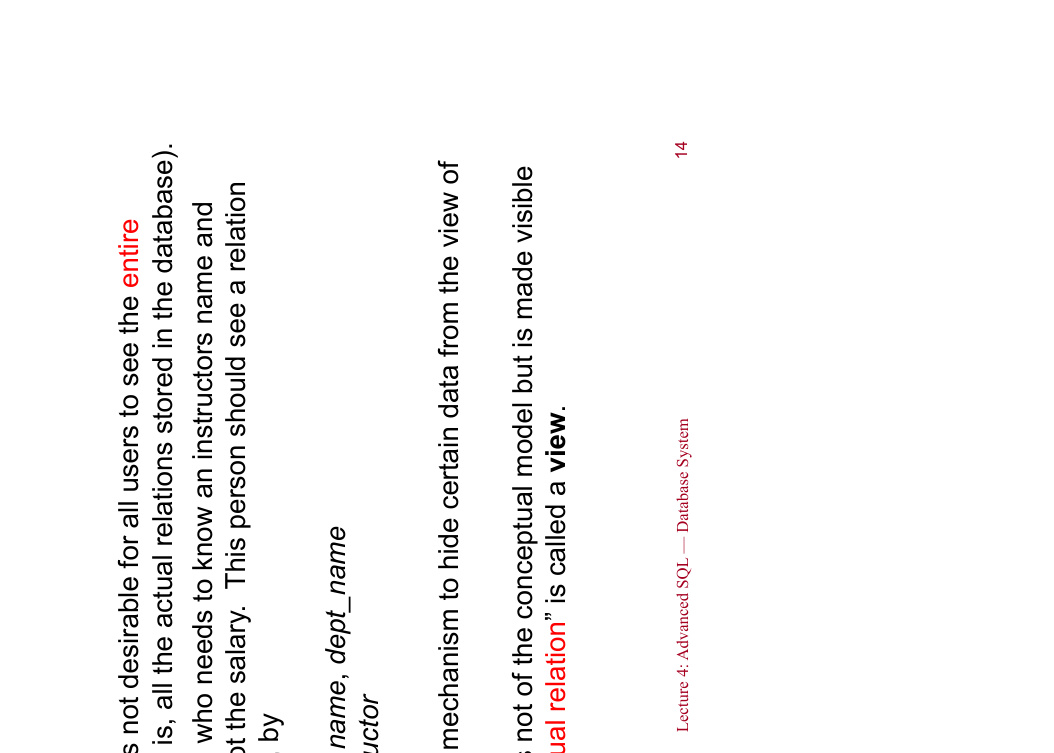 not desirable for all users to see the entire
is, all the actual relations stored in the database).
who needs to know an instructors name and
the salary. This person should see a relation
by
name, dept_name
mechanism to hide certain data from the view of
not of the conceptual model but is made visible
relation” is called a view.
Lecture 4: Advanced SQL — Database System
14